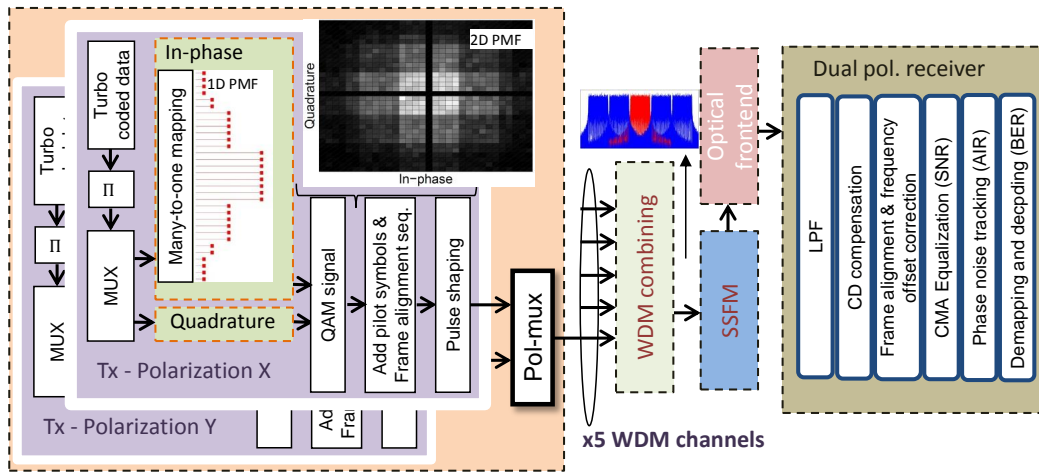 In-phase
1D PMF
Many-to-one mapping
Turbo
coded data
Π
MUX
Quadrature
Tx - Polarization X
2D PMF
Quadrature
In-phase
QAM signal
Add pilot symbols &
Frame alignment seq.
Pulse shaping
Turbo
Π
MUX
Tx - Polarization Y
Ad
Fra
Pol-mux
x5 WDM channels
WDM combining
SSFM
Optical
frontend
Dual pol. receiver
LPF
CD compensation
Frame alignment & frequency
offset correction
CMA Equalization (SNR)
Phase noise tracking (AIR)
Demapping and decpding (BER)